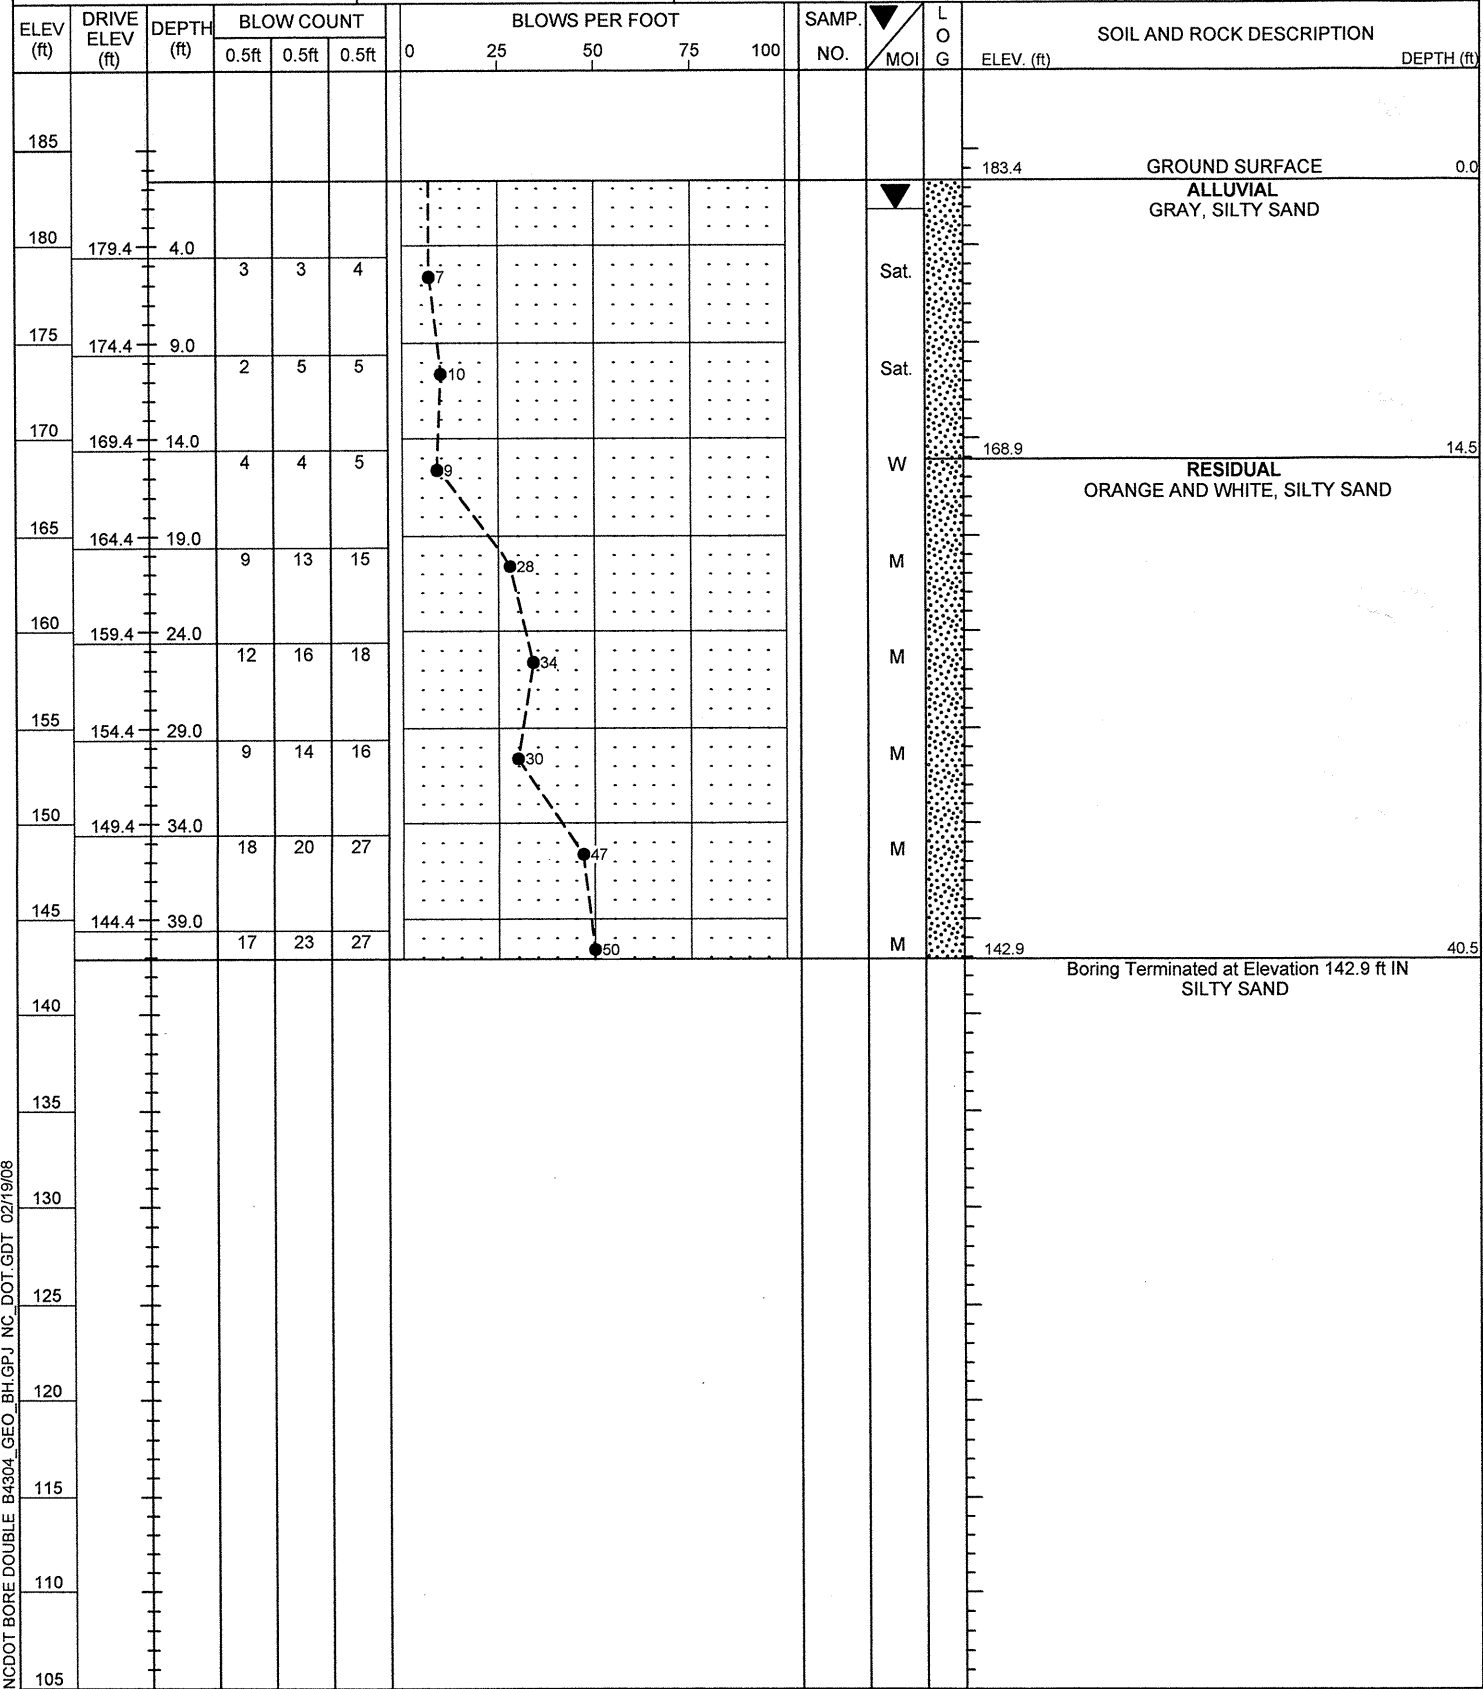 ELEV (ft) DRIVE ELEV (ft) DEPTH (ft) BLOW COUNT BLOWS PER FOOT SAMP. NO. MOI LOG SOIL AND ROCK DESCRIPTION
0.5ft 0.5ft 0.5ft 0 25 50 75 100 ELEV. (ft) DEPTH (ft)
185
183.4 GROUND SURFACE 0.0
ALLUVIAL
GRAY, SILTY SAND
180
179.4 4.0
3 3 4 7 Sat.
175
174.4 9.0
2 5 5 10 Sat.
170
169.4 14.0
168.9 14.5
4 4 5 9 W
RESIDUAL
ORANGE AND WHITE, SILTY SAND
165
164.4 19.0
9 13 15 28 M
160
159.4 24.0
12 16 18 34 M
155
154.4 29.0
9 14 16 30 M
150
149.4 34.0
18 20 27 47 M
145
144.4 39.0
17 23 27 50 M
142.9 40.5
Boring Terminated at Elevation 142.9 ft IN
SILTY SAND
140
135
130
125
120
115
110
105
NCDOT BORE DOUBLE B4304_GEO_BH.GPJ NC_DOT.GDT 02/19/08